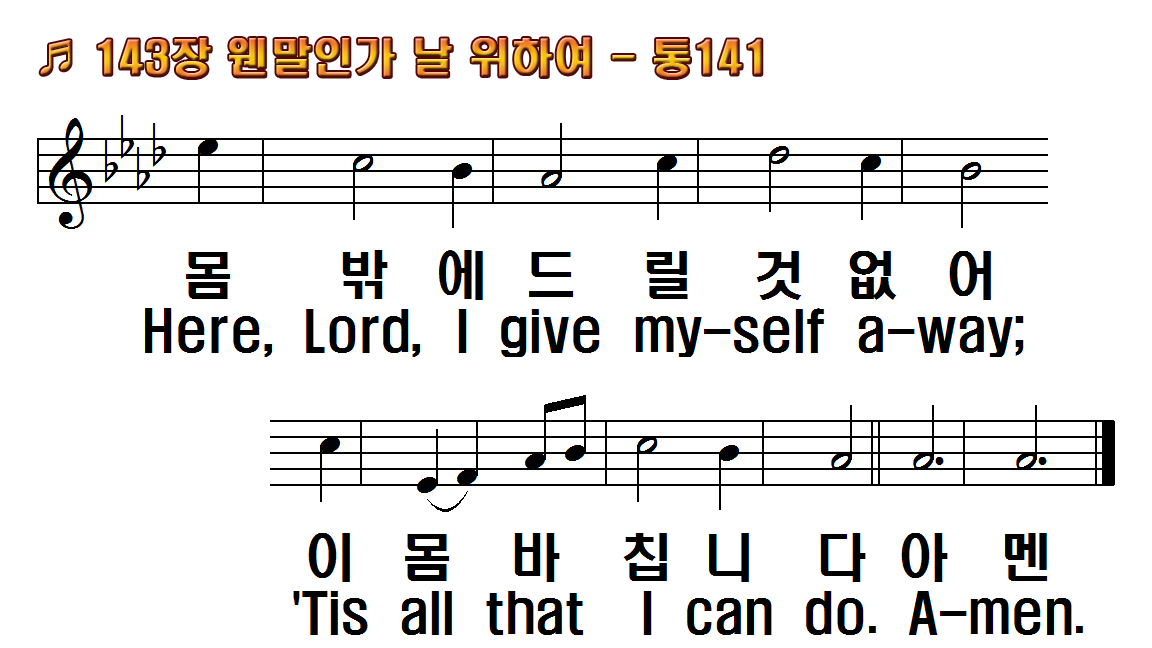 ♬ 143장 웬말인가 날 위하여 - 통141
몸 밖 에 드 릴 것 없 어
Here, Lord, I give my-self a-way;
이 몸 바 칩 니 다 아 멘
'Tis all that I can do. A-men.